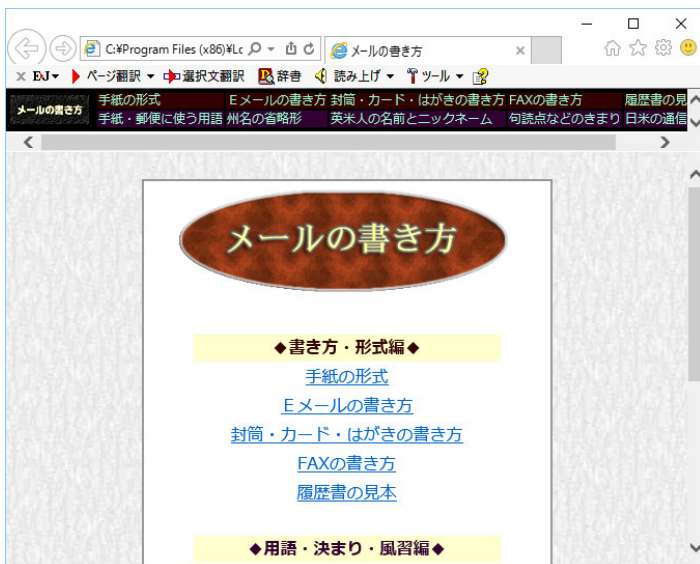 C:¥Program Files (x86)¥Lc
メールの書き方
× EJ▾ ページ翻訳 ▾ 選択文翻訳 辞書 読み上げ ▾ ツール ▾
メールの書き方
手紙の形式 Eメールの書き方 封筒・カード・はがきの書き方 FAXの書き方 履歴書の見
手紙・郵便に使う用語 州名の省略形 英米人の名前とニックネーム 句読点などのきまり 日米の通信
メールの書き方
◆書き方・形式編◆
手紙の形式
Eメールの書き方
封筒・カード・はがきの書き方
FAXの書き方
履歴書の見本
◆用語・決まり・風習編◆